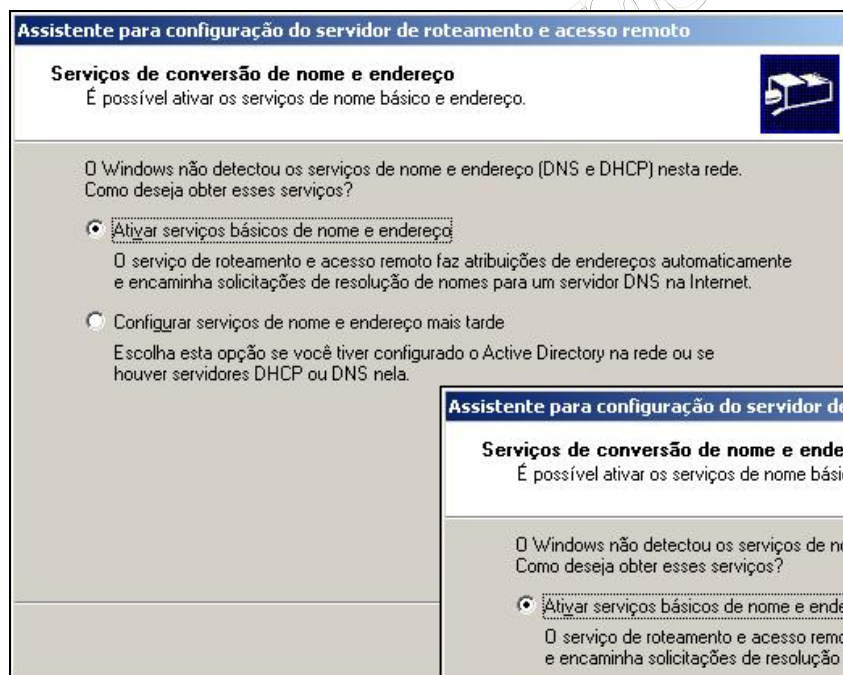 Assistente para configuração do servidor de roteamento e acesso remoto
Serviços de conversão de nome e endereço
É possível ativar os serviços de nome básico e endereço.
O Windows não detectou os serviços de nome e endereço (DNS e DHCP) nesta rede.
Como deseja obter esses serviços?
Ativar serviços básicos de nome e endereço
O serviço de roteamento e acesso remoto faz atribuições de endereços automaticamente
e encaminha solicitações de resolução de nomes para um servidor DNS na Internet.
Configurar serviços de nome e endereço mais tarde
Escolha esta opção se você tiver configurado o Active Directory na rede ou se
houver servidores DHCP ou DNS nela.
Assistente para configuração do servidor de
Serviços de conversão de nome e ende
É possível ativar os serviços de nome bási
O Windows não detectou os serviços de n
Como deseja obter esses serviços?
Ativar serviços básicos de nome e ende
O serviço de roteamento e acesso remo
e encaminha solicitações de resolução